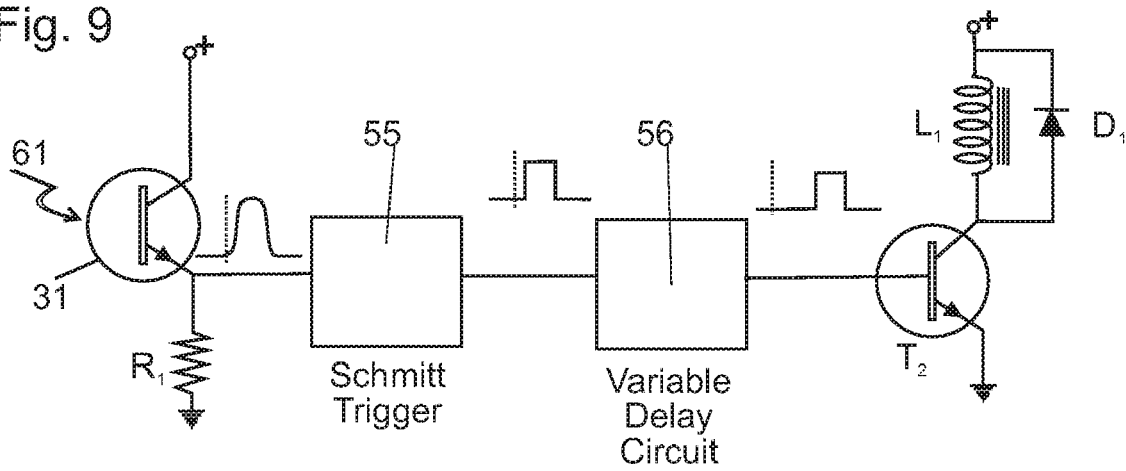 Fig. 9
+
+
55
56
61
L₁
D₁
31
R₁
T₂
Schmitt
Trigger
Variable
Delay
Circuit